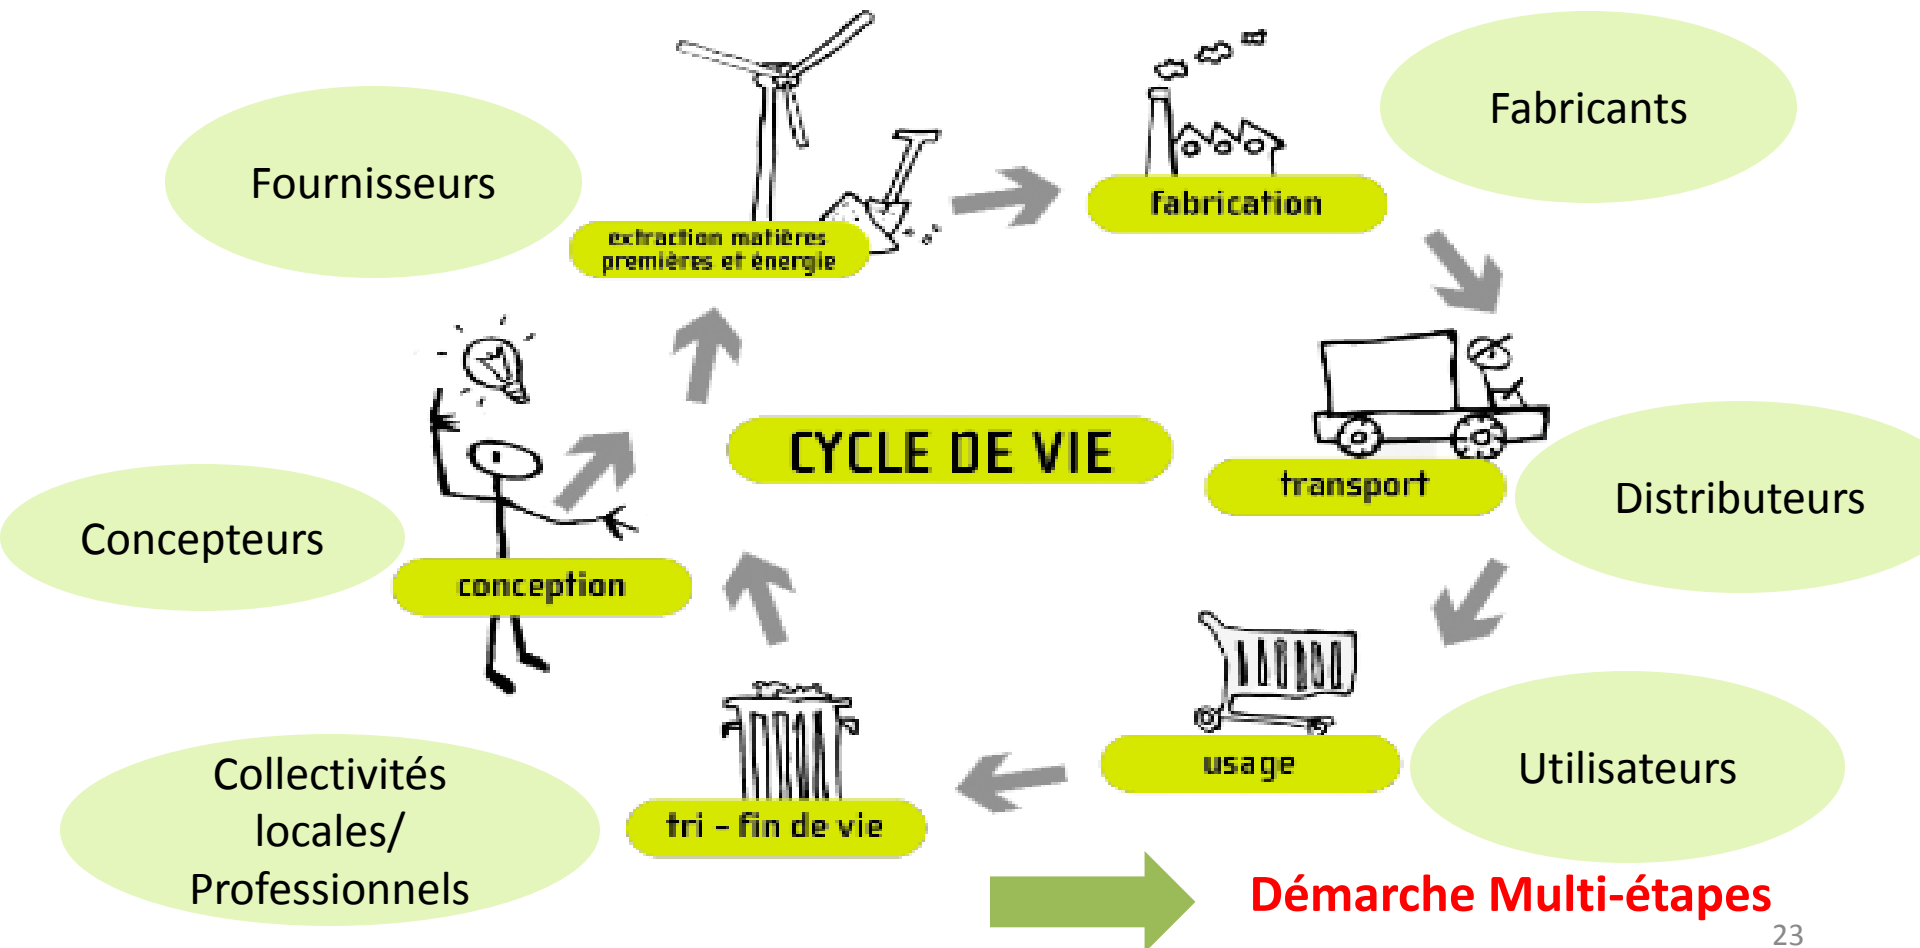 Fournisseurs
extraction matières
premières et énergie
fabrication
Fabricants
CYCLE DE VIE
transport
Distributeurs
Concepteurs
conception
usage
Utilisateurs
Collectivités
locales/
Professionnels
tri - fin de vie
Démarche Multi-étapes
23